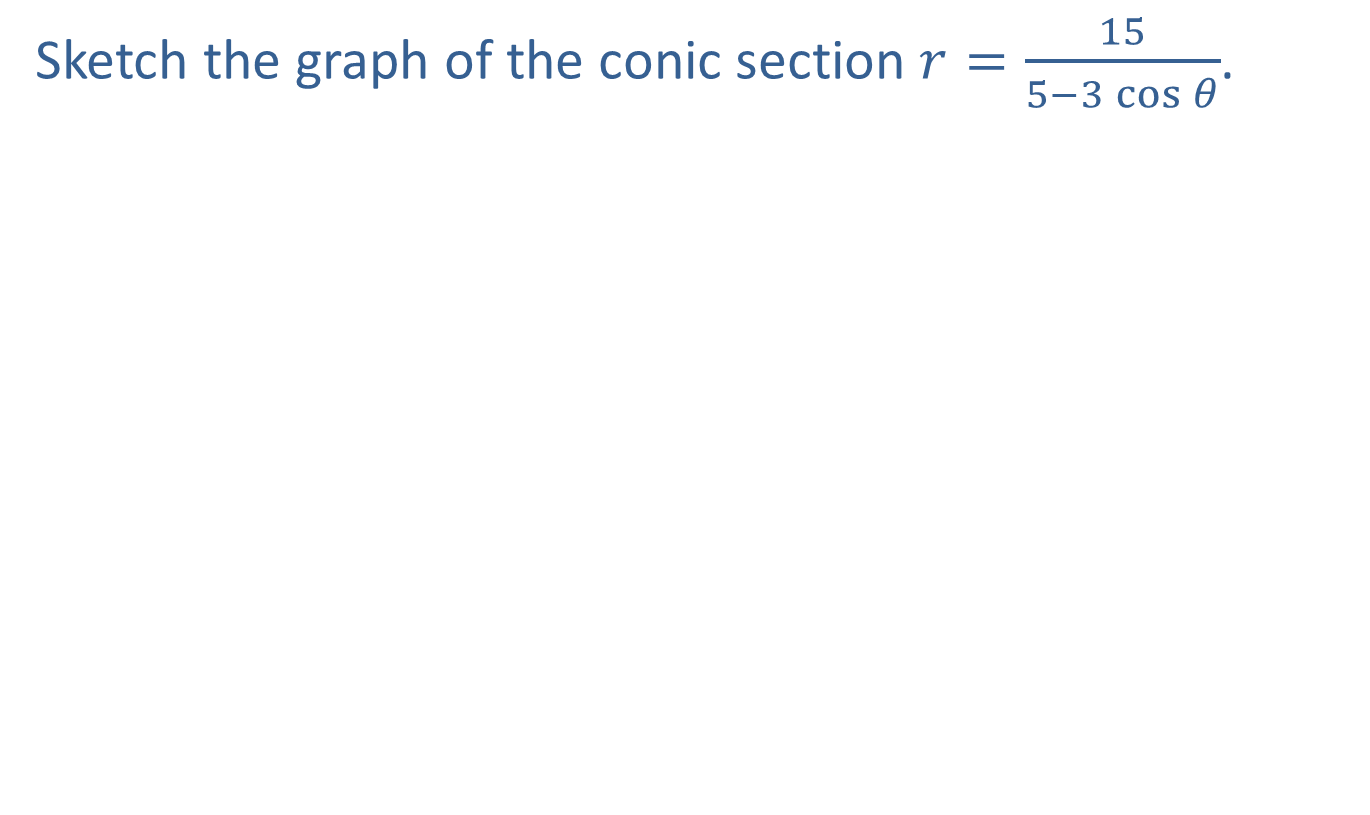 Sketch the graph of the conic section 𝑟 = 15/(5−3 cos 𝜃).